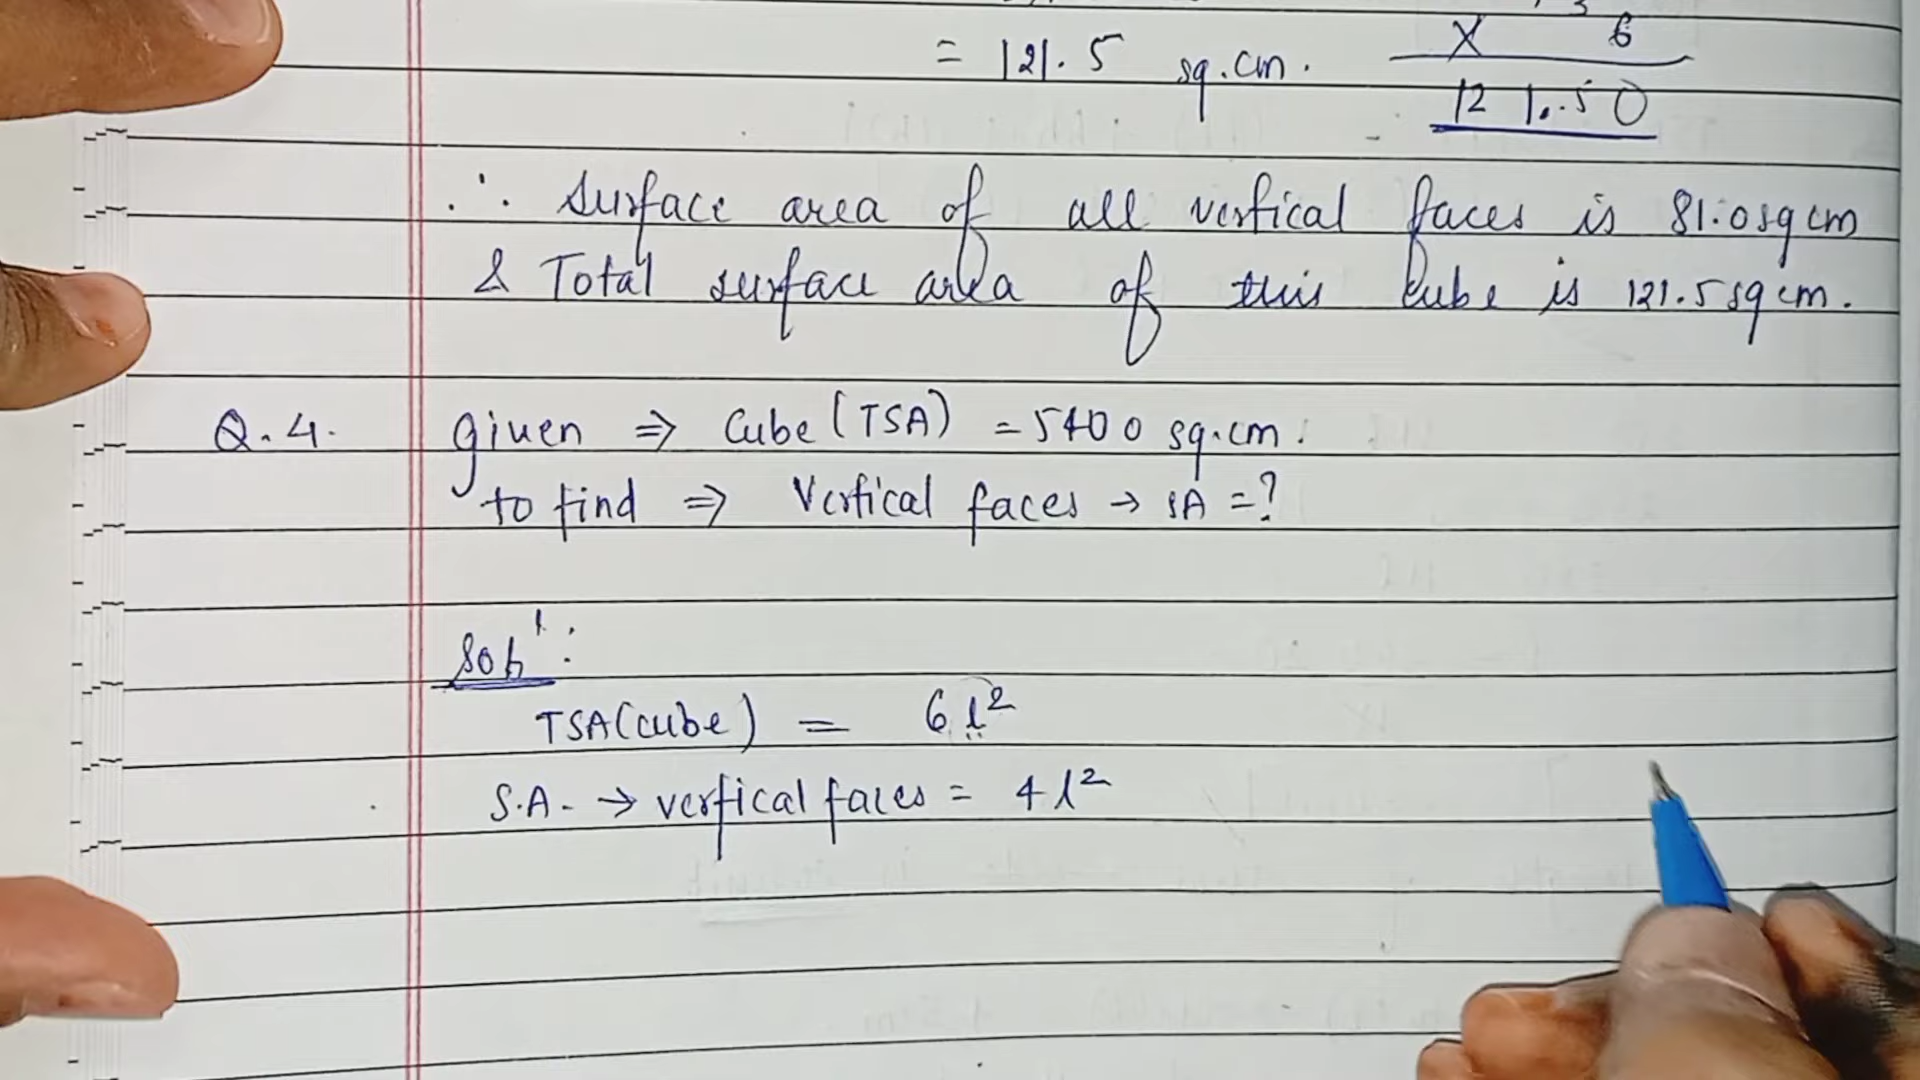 = 121.5 sq.cm.
× 6
121.50
∴ surface area of all vertical faces is 81.0 sq cm
& Total surface area of this cube is 121.5 sq cm.
Q.4. given ⇒ Cube (TSA) = 5400 sq.cm.
to find ⇒ Vertical faces → SA = ?
Sol^n:
TSA(cube) = 6l²
S.A. → vertical faces = 4l²